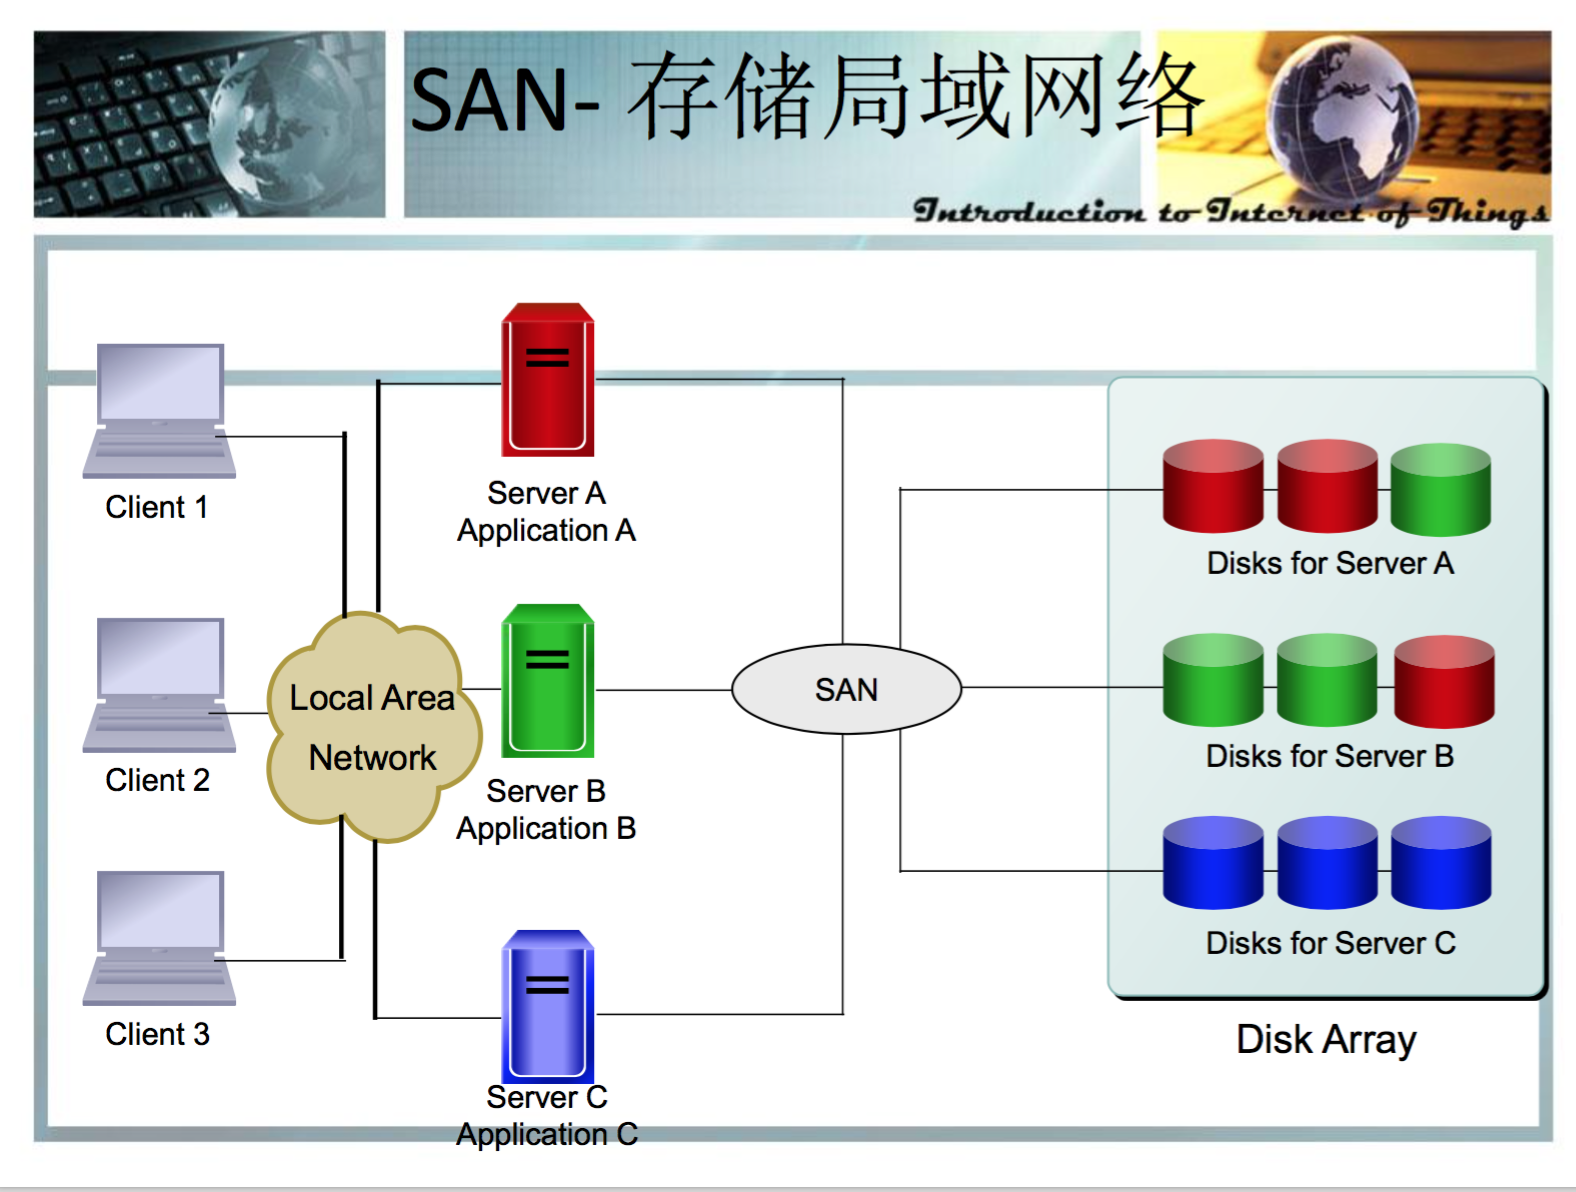 SAN- 存储局域网络
Introduction to Internet of Things
Client 1
Server A
Application A
Disks for Server A
Local Area
Network
Client 2
Server B
Application B
SAN
Disks for Server B
Client 3
Server C
Application C
Disks for Server C
Disk Array